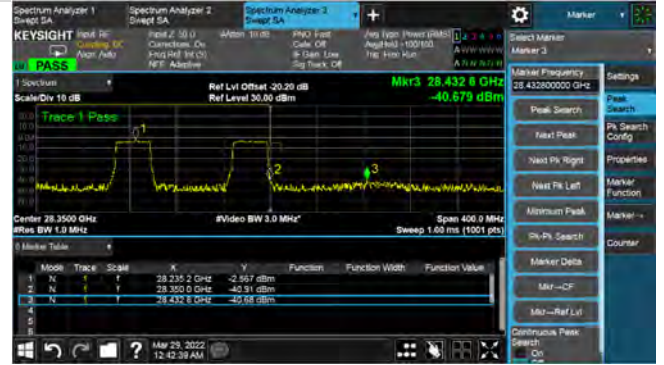 Spectrum Analyzer 1
Swept SA
Spectrum Analyzer 2
Swept SA
Spectrum Analyzer 3
Swept SA
+
Marker
KEYSIGHT Input: RF
Coupling: DC
Align: Auto
Input Z: 50 Ω
Corrections: On
Freq Ref: Int (S)
NFE: Adaptive
Atten: 10 dB
PNO: Fast
Gate: Off
IF Gain: Low
Sig Track: Off
Avg Type: Power (RMS)
Avg|Hold: >100/100
Trig: Free Run
PASS
Select Marker
Marker 3
Marker Frequency
28.432800000 GHz
Settings
Peak Search
Next Peak
Next Pk Right
Next Pk Left
Minimum Peak
Pk-Pk Search
Marker Delta
Mkr→CF
Mkr→Ref Lvl
Continuous Peak
Search
On
Off
Peak
Search
Pk Search
Config
Properties
Marker
Function
Marker→
Counter
1 Spectrum
Scale/Div 10 dB
Ref Lvl Offset -20.20 dB
Ref Level 30.00 dBm
Mkr3 28.432 8 GHz
-40.679 dBm
Trace 1 Pass
1
2
3
Center 28.3500 GHz
#Res BW 1.0 MHz
#Video BW 3.0 MHz*
Span 400.0 MHz
Sweep 1.00 ms (1001 pts)
Marker Table
Mode Trace Scale X Y Function Function Width Function Value
1 N 1 f 28.235 2 GHz -2.567 dBm
2 N 1 f 28.350 0 GHz -40.91 dBm
3 N 1 f 28.432 8 GHz -40.68 dBm
4
5
6
?
Mar 29, 2022
12:42:39 AM